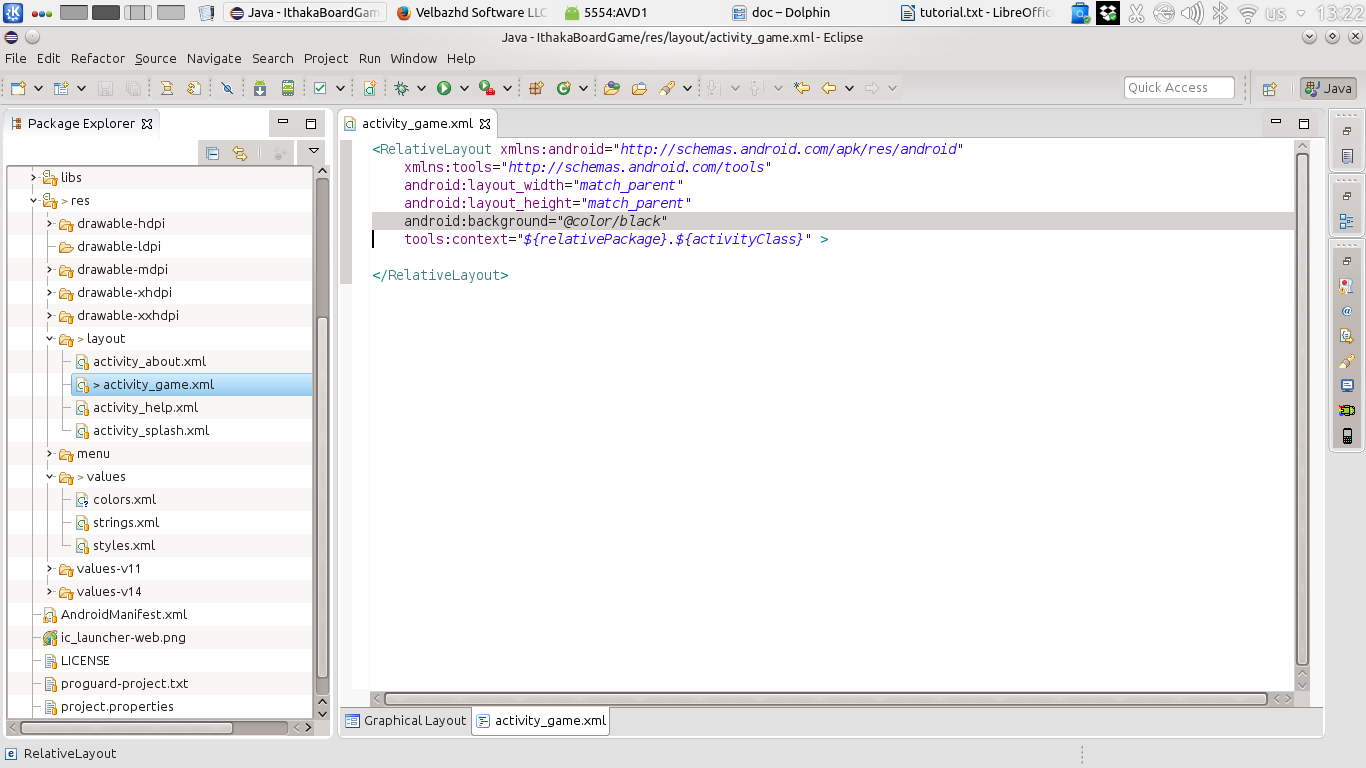 Java - IthakaBoardGam
Velbazhd Software LLC
5554:AVD1
doc – Dolphin
tutorial.txt - LibreOffic
us
13:22
Java - IthakaBoardGame/res/layout/activity_game.xml - Eclipse
File Edit Refactor Source Navigate Search Project Run Window Help
Quick Access
Java
Package Explorer
activity_game.xml
libs
> res
drawable-hdpi
drawable-ldpi
drawable-mdpi
drawable-xhdpi
drawable-xxhdpi
> layout
activity_about.xml
> activity_game.xml
activity_help.xml
activity_splash.xml
menu
> values
colors.xml
strings.xml
styles.xml
values-v11
values-v14
AndroidManifest.xml
ic_launcher-web.png
LICENSE
proguard-project.txt
project.properties
<RelativeLayout xmlns:android="http://schemas.android.com/apk/res/android"
xmlns:tools="http://schemas.android.com/tools"
android:layout_width="match_parent"
android:layout_height="match_parent"
android:background="@color/black"
tools:context="${relativePackage}.${activityClass}" >
</RelativeLayout>
Graphical Layout
activity_game.xml
RelativeLayout